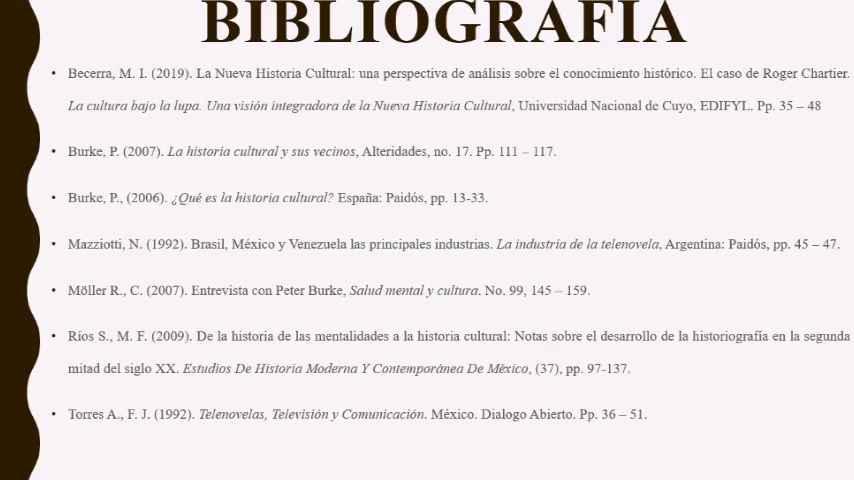 BIBLIOGRAFÍA
• Becerra, M. I. (2019). La Nueva Historia Cultural: una perspectiva de análisis sobre el conocimiento histórico. El caso de Roger Chartier.
La cultura bajo la lupa. Una visión integradora de la Nueva Historia Cultural, Universidad Nacional de Cuyo, EDIFYL. Pp. 35 – 48
• Burke, P. (2007). La historia cultural y sus vecinos, Alteridades, no. 17. Pp. 111 – 117.
• Burke, P., (2006). ¿Qué es la historia cultural? España: Paidós, pp. 13-33.
• Mazziotti, N. (1992). Brasil, México y Venezuela las principales industrias. La industria de la telenovela, Argentina: Paidós, pp. 45 – 47.
• Möller R., C. (2007). Entrevista con Peter Burke, Salud mental y cultura. No. 99, 145 – 159.
• Ríos S., M. F. (2009). De la historia de las mentalidades a la historia cultural: Notas sobre el desarrollo de la historiografía en la segunda
mitad del siglo XX. Estudios De Historia Moderna Y Contemporánea De México, (37), pp. 97-137.
• Torres A., F. J. (1992). Telenovelas, Televisión y Comunicación. México. Dialogo Abierto. Pp. 36 – 51.